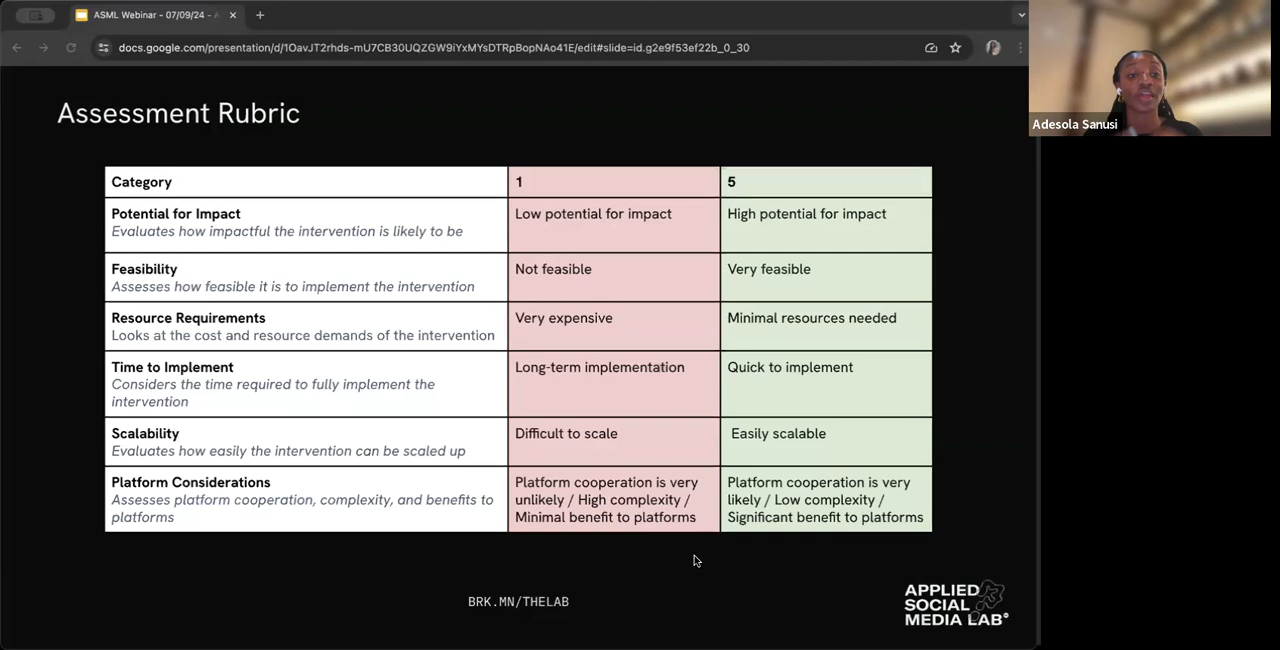 ASML Webinar - 07/09/24 - A
docs.google.com/presentation/d/1OavJT2rhds-mU7CB30UQZGW9iYxMYsDTRpBopNAo41E/edit#slide=id.g2e9f53ef22b_0_30
Adesola Sanusi
Assessment Rubric
Category
1
5
Potential for Impact
Evaluates how impactful the intervention is likely to be
Low potential for impact
High potential for impact
Feasibility
Assesses how feasible it is to implement the intervention
Not feasible
Very feasible
Resource Requirements
Looks at the cost and resource demands of the intervention
Very expensive
Minimal resources needed
Time to Implement
Considers the time required to fully implement the
intervention
Long-term implementation
Quick to implement
Scalability
Evaluates how easily the intervention can be scaled up
Difficult to scale
Easily scalable
Platform Considerations
Assesses platform cooperation, complexity, and benefits to
platforms
Platform cooperation is very
unlikely / High complexity /
Minimal benefit to platforms
Platform cooperation is very
likely / Low complexity /
Significant benefit to platforms
BRK.MN/THELAB
APPLIED
SOCIAL
MEDIA LAB